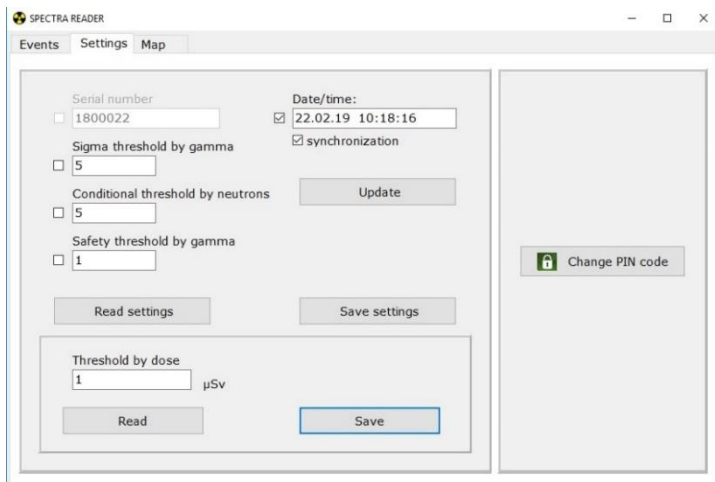 SPECTRA READER
Events Settings Map
Serial number
1800022
Date/time:
22.02.19 10:18:16
synchronization
Sigma threshold by gamma
5
Update
Conditional threshold by neutrons
5
Safety threshold by gamma
1
Read settings
Save settings
Threshold by dose
1
µSv
Read
Save
Change PIN code